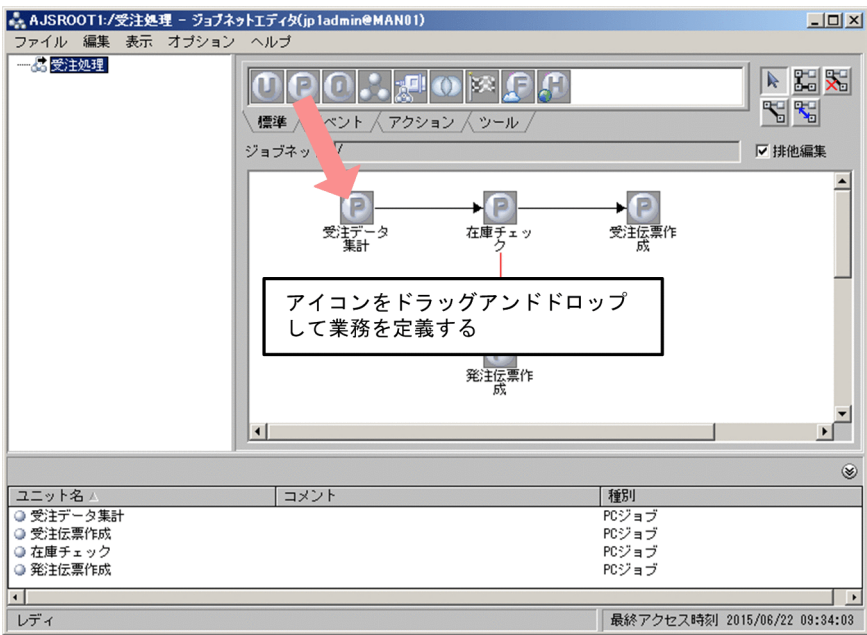 AJSROOT1:/受注処理 - ジョブネットエディタ(jp1admin@MAN01)
ファイル 編集 表示 オプション ヘルプ
受注処理
U P Q F H
標準 ベント アクション ツール
ジョブネッ /
排他編集
P P P
受注データ
集計
在庫チェッ
ク
受注伝票作
成
アイコンをドラッグアンドドロップ
して業務を定義する
発注伝票作
成
ユニット名 コメント 種別
受注データ集計 PCジョブ
受注伝票作成 PCジョブ
在庫チェック PCジョブ
発注伝票作成 PCジョブ
レディ 最終アクセス時刻 2015/06/22 09:34:03